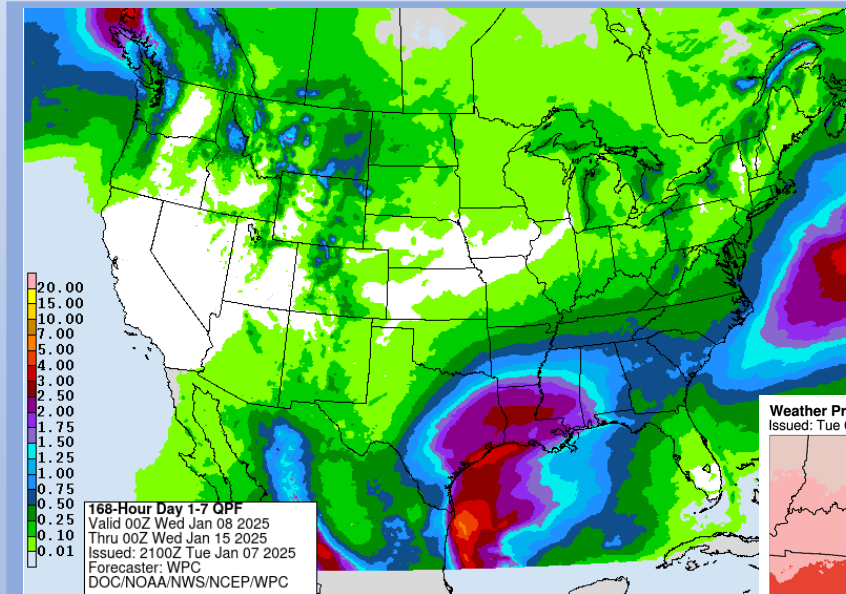 20.00
15.00
10.00
7.00
5.00
4.00
3.00
2.50
2.00
1.75
1.50
1.25
1.00
0.75
0.50
0.25
0.10
0.01
168-Hour Day 1-7 QPF
Valid 00Z Wed Jan 08 2025
Thru 00Z Wed Jan 15 2025
Issued: 2100Z Tue Jan 07 2025
Forecaster: WPC
DOC/NOAA/NWS/NCEP/WPC
Weather Pr
Issued: Tue